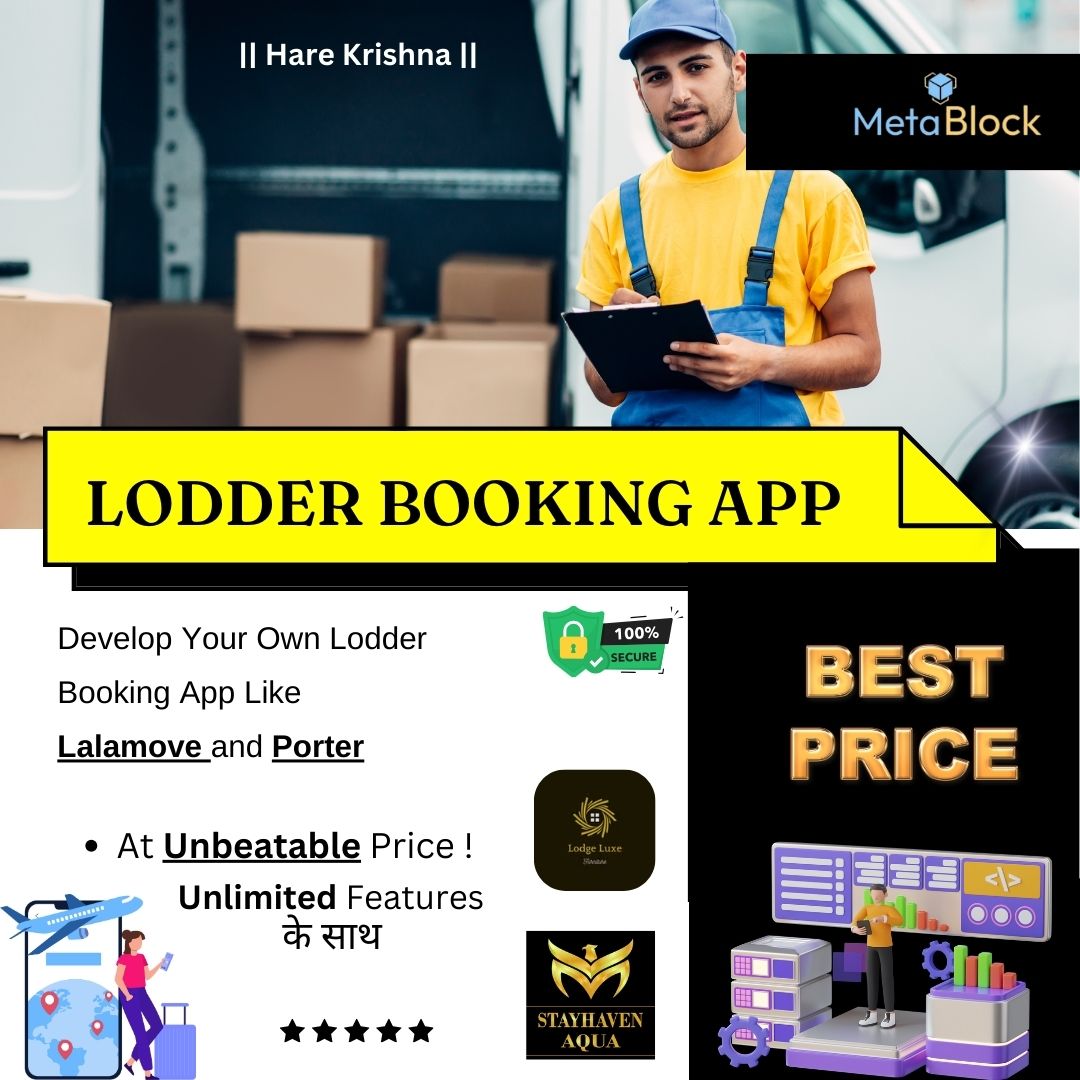 || Hare Krishna ||
MetaBlock
LODDER BOOKING APP
Develop Your Own Lodder
Booking App Like
Lalamove and Porter
100%
SECURE
BEST
PRICE
• At Unbeatable Price !
Unlimited Features
के साथ
Lodge Luxe
Furniture
STAYHAVEN
AQUA